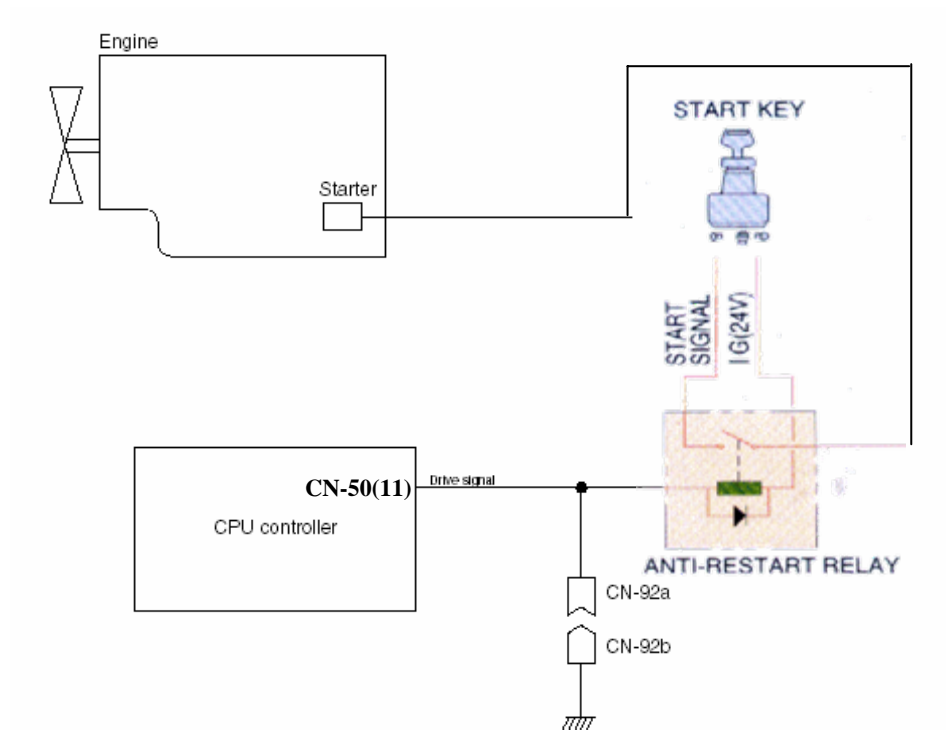 Engine
START KEY
Starter
START
SIGNAL
IG(24V)
CN-50(11)
Drive signal
CPU controller
ANTI-RESTART RELAY
CN-92a
CN-92b